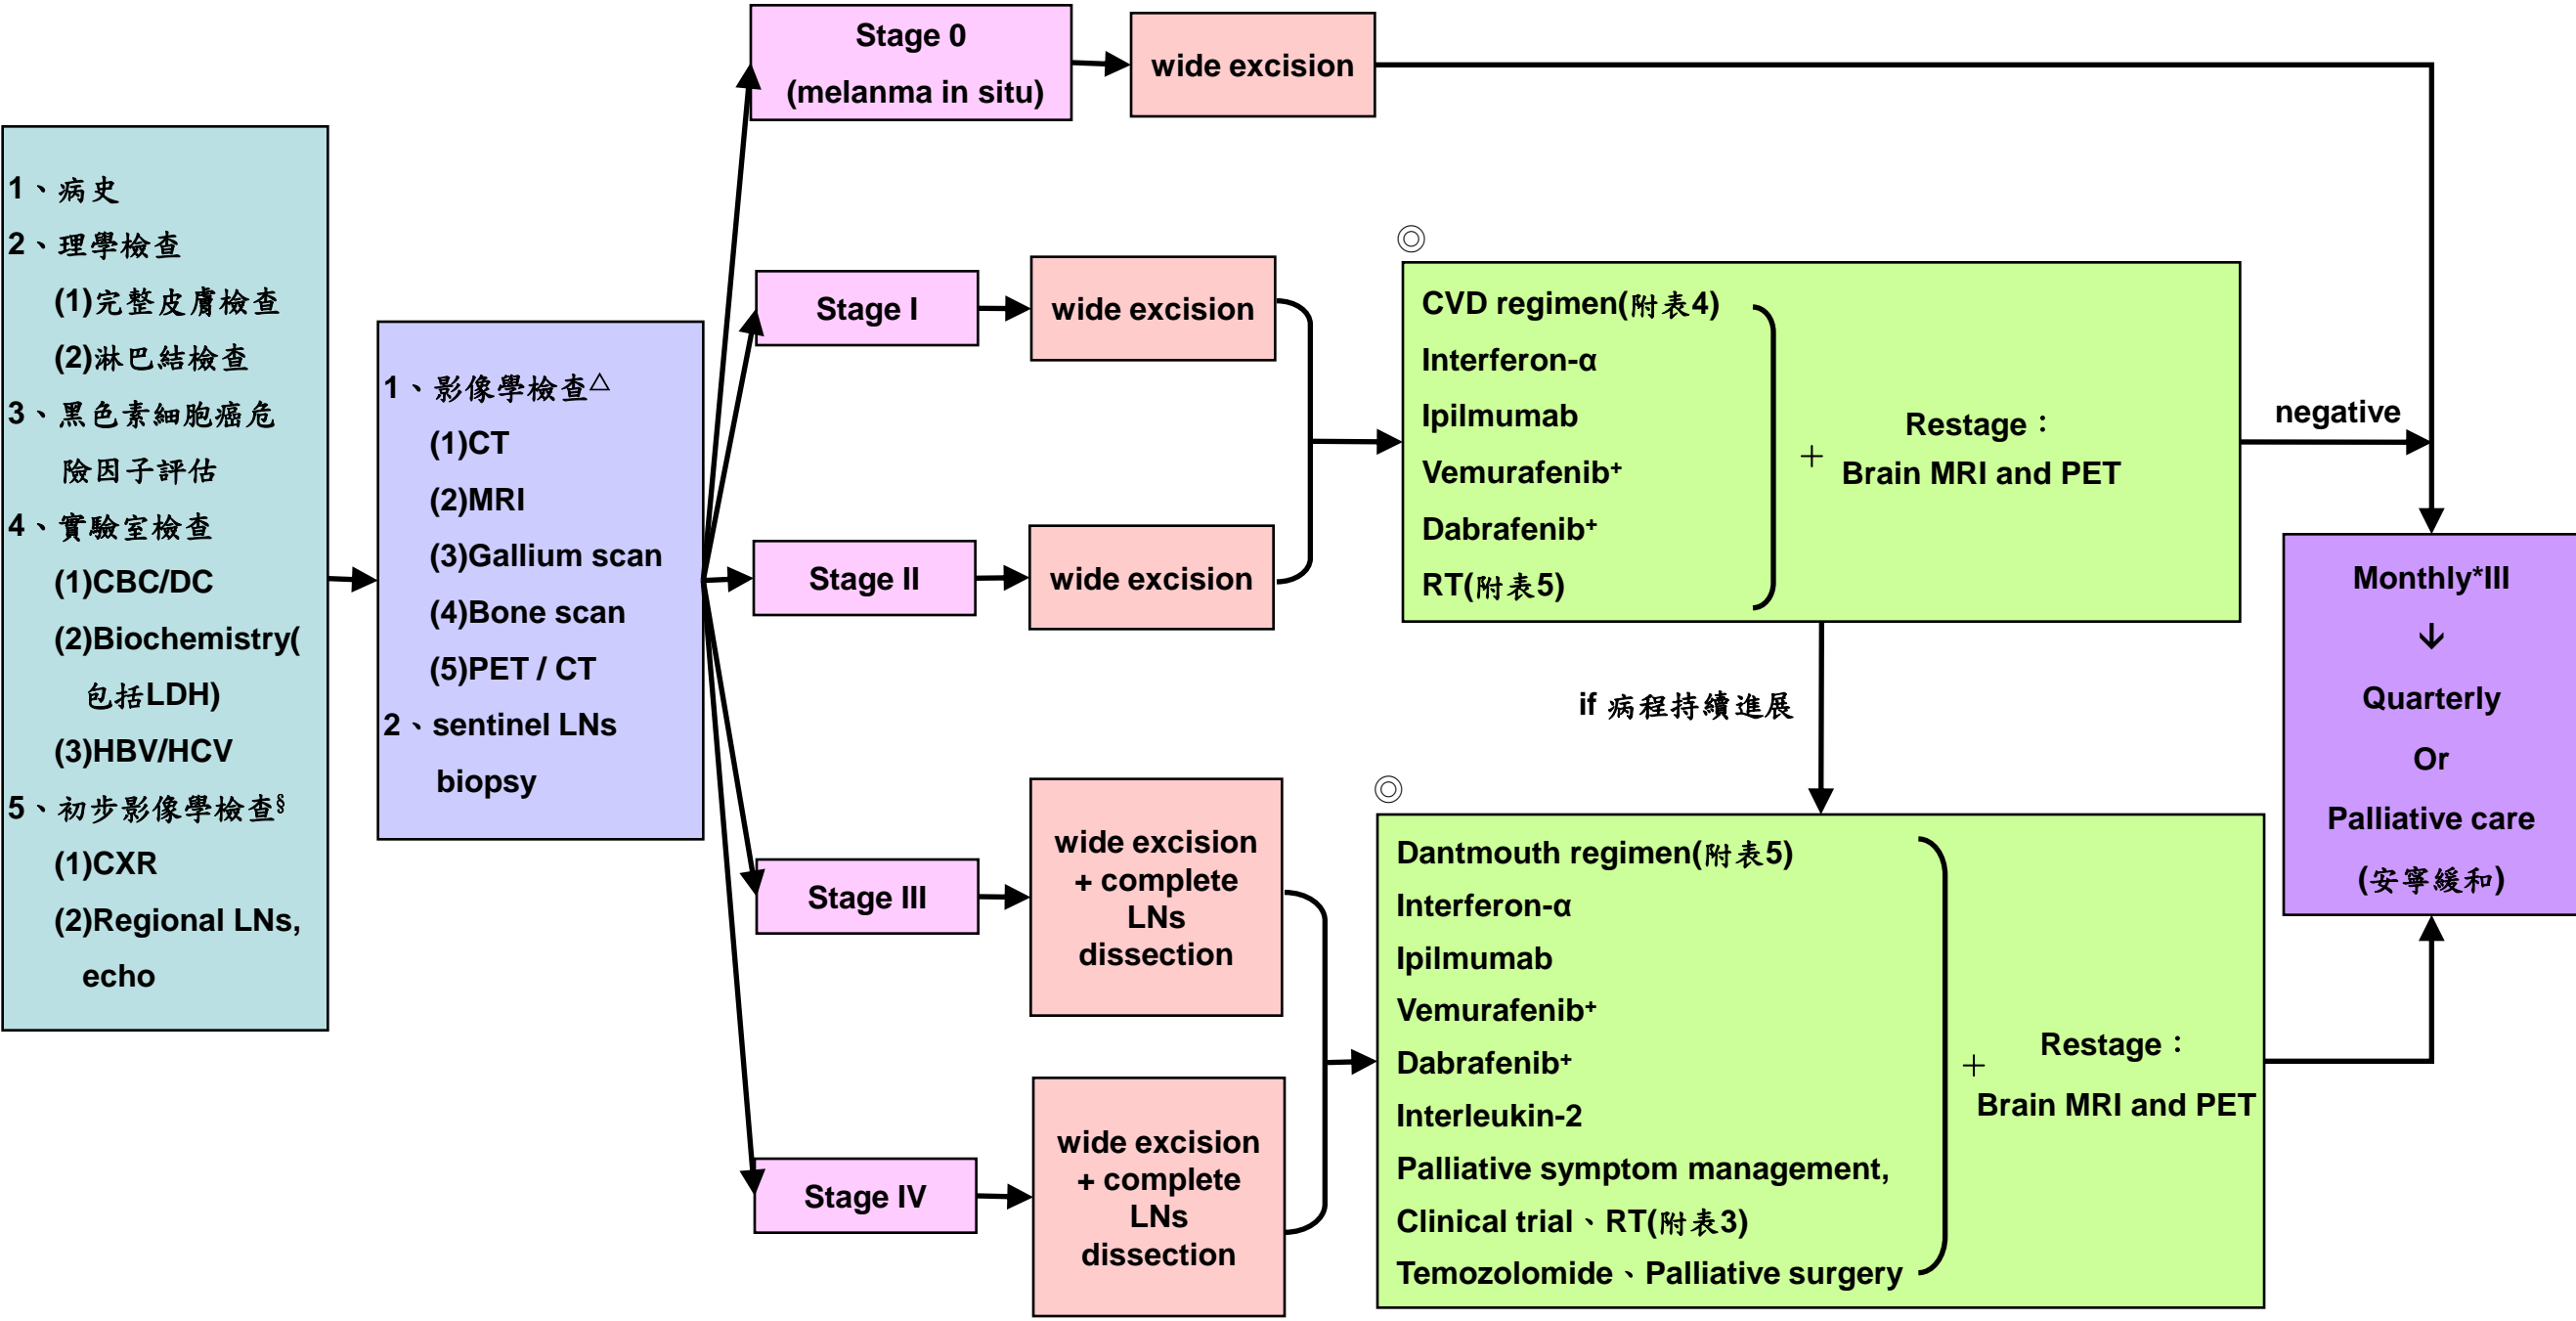 1、病史
2、理學檢查
(1)完整皮膚檢查
(2)淋巴結檢查
3、黑色素細胞癌危
險因子評估
4、實驗室檢查
(1)CBC/DC
(2)Biochemistry(
包括LDH)
(3)HBV/HCV
5、初步影像學檢查§
(1)CXR
(2)Regional LNs,
echo
1、影像學檢查△
(1)CT
(2)MRI
(3)Gallium scan
(4)Bone scan
(5)PET / CT
2、sentinel LNs
biopsy
Stage 0
(melanma in situ)
wide excision
Stage I
wide excision
Stage II
wide excision
Stage III
wide excision
+ complete
LNs
dissection
Stage IV
wide excision
+ complete
LNs
dissection
◎
CVD regimen(附表4)
Interferon-α
Ipilmumab
Vemurafenib+
Dabrafenib+
RT(附表5)
+
Restage：
Brain MRI and PET
negative
if 病程持續進展
◎
Dantmouth regimen(附表5)
Interferon-α
Ipilmumab
Vemurafenib+
Dabrafenib+
Interleukin-2
Palliative symptom management,
Clinical trial、RT(附表3)
Temozolomide、Palliative surgery
+
Restage：
Brain MRI and PET
Monthly*III
↓
Quarterly
Or
Palliative care
(安寧緩和)